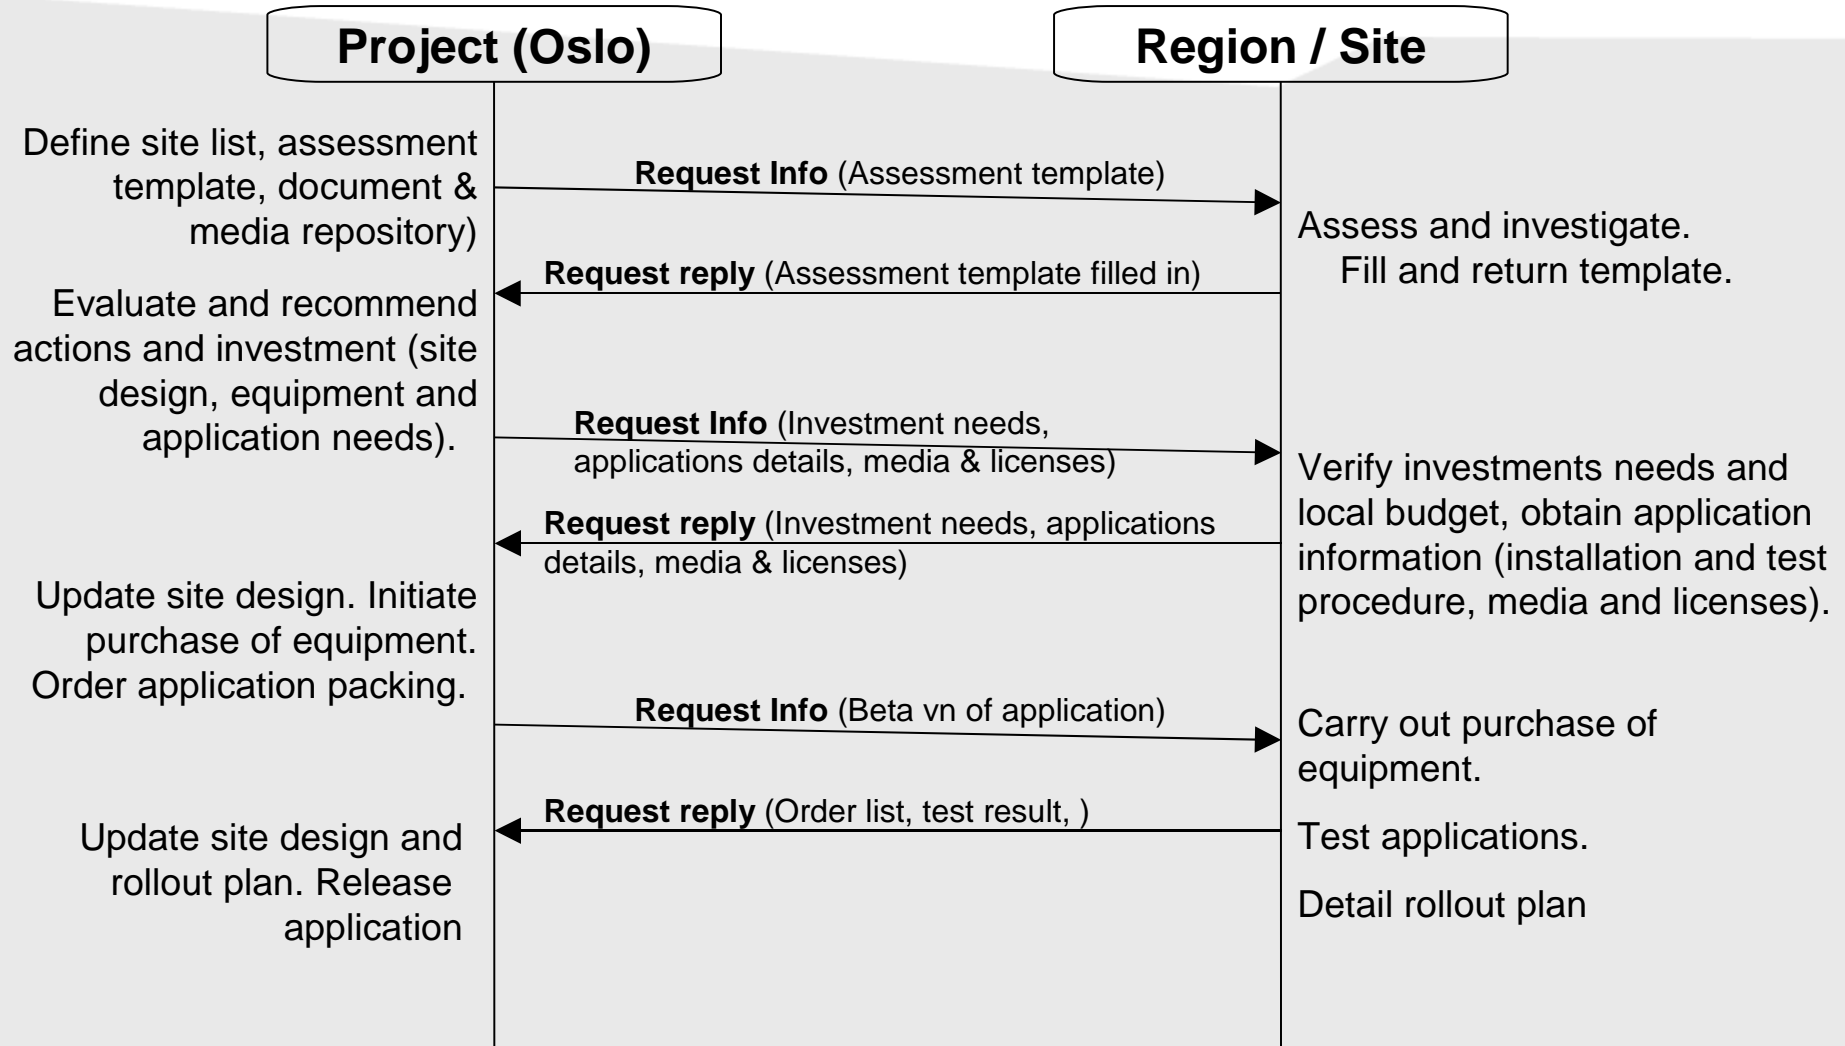 Project (Oslo)
Region / Site
Define site list, assessment
template, document &
media repository)
Request Info (Assessment template)
Assess and investigate.
Fill and return template.
Request reply (Assessment template filled in)
Evaluate and recommend
actions and investment (site
design, equipment and
application needs).
Request Info (Investment needs,
applications details, media & licenses)
Verify investments needs and
local budget, obtain application
information (installation and test
procedure, media and licenses).
Request reply (Investment needs, applications
details, media & licenses)
Update site design. Initiate
purchase of equipment.
Order application packing.
Request Info (Beta vn of application)
Carry out purchase of
equipment.
Request reply (Order list, test result, )
Test applications.
Detail rollout plan
Update site design and
rollout plan. Release
application